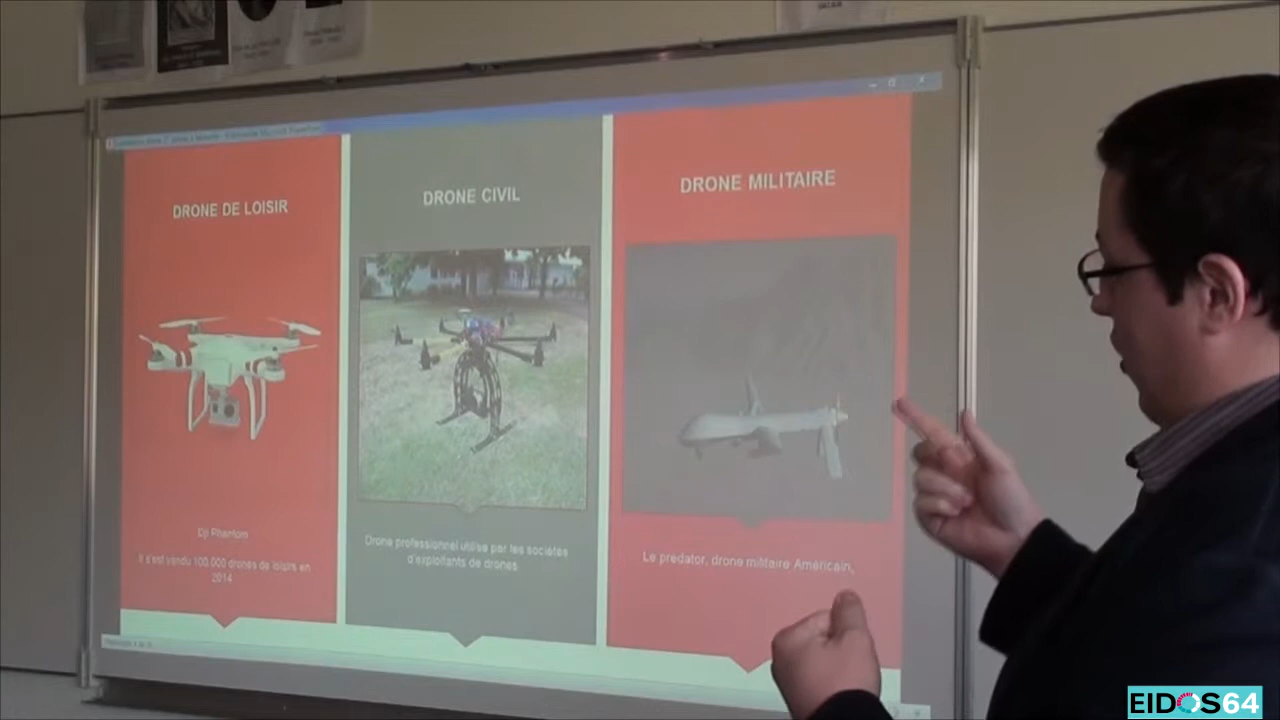 DRONE DE LOISIR
DRONE CIVIL
DRONE MILITAIRE
Dji Phantom
Il s'est vendu 100.000 drones de loisirs en
2014
Drone professionnel utilisé par les sociétés
d'exploitants de drones
Le predator, drone militaire Américain,
EIDOS64